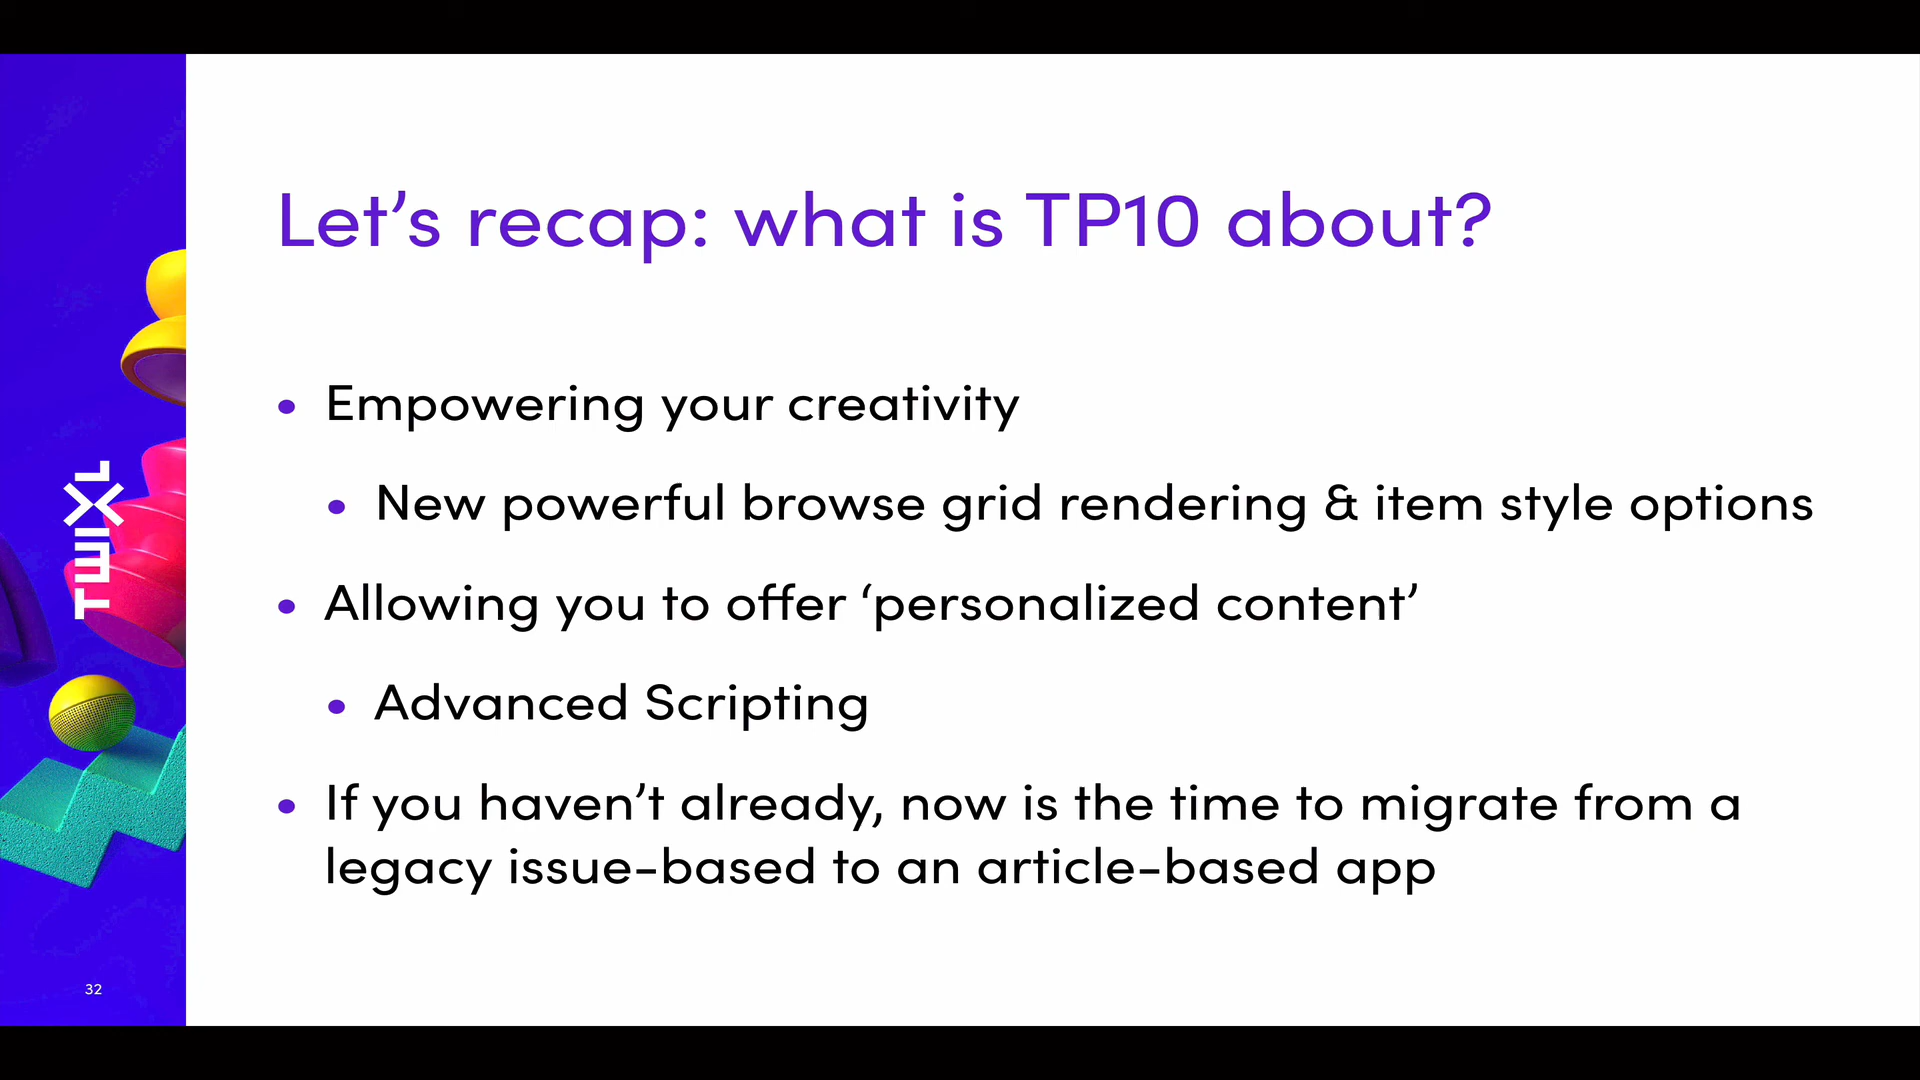 Let’s recap: what is TP10 about?
• Empowering your creativity
• New powerful browse grid rendering & item style options
• Allowing you to offer ‘personalized content’
• Advanced Scripting
• If you haven’t already, now is the time to migrate from a
legacy issue-based to an article-based app
TWIXL
32